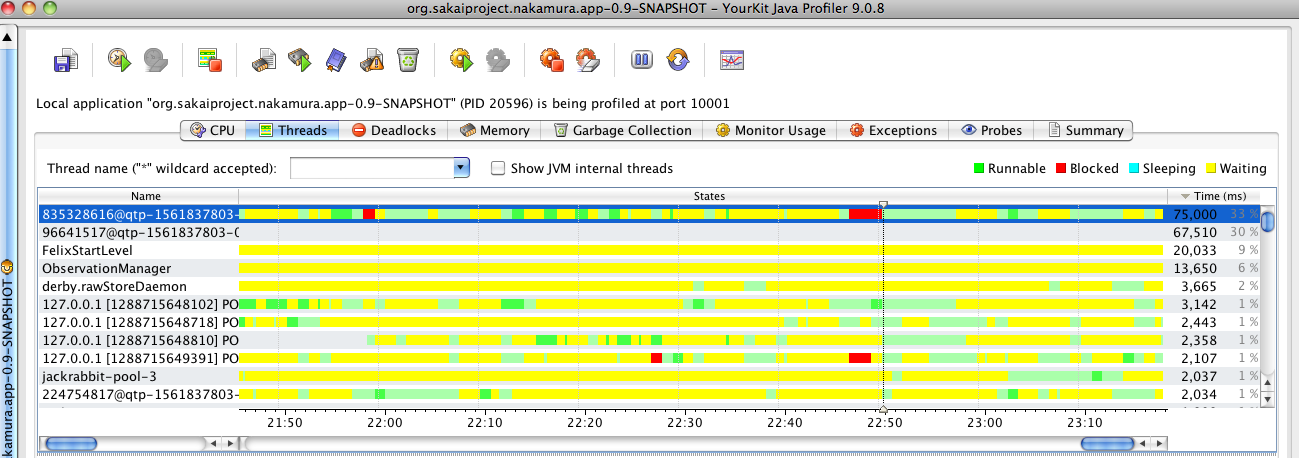 org.sakaiproject.nakamura.app-0.9-SNAPSHOT - YourKit Java Profiler 9.0.8
Local application "org.sakaiproject.nakamura.app-0.9-SNAPSHOT" (PID 20596) is being profiled at port 10001
CPU Threads Deadlocks Memory Garbage Collection Monitor Usage Exceptions Probes Summary
Thread name ("*" wildcard accepted): Show JVM internal threads Runnable Blocked Sleeping Waiting
Name States Time (ms)
835328616@qtp-1561837803- 75,000 33 %
96641517@qtp-1561837803-0 67,510 30 %
FelixStartLevel 20,033 9 %
ObservationManager 13,650 6 %
derby.rawStoreDaemon 3,665 2 %
127.0.0.1 [1288715648102] PO 3,142 1 %
127.0.0.1 [1288715648718] PO 2,443 1 %
127.0.0.1 [1288715648810] PO 2,358 1 %
127.0.0.1 [1288715649391] PO 2,107 1 %
jackrabbit-pool-3 2,037 1 %
224754817@qtp-1561837803- 2,034 1 %
21:50 22:00 22:10 22:20 22:30 22:40 22:50 23:00 23:10
kamura.app-0.9-SNAPSHOT